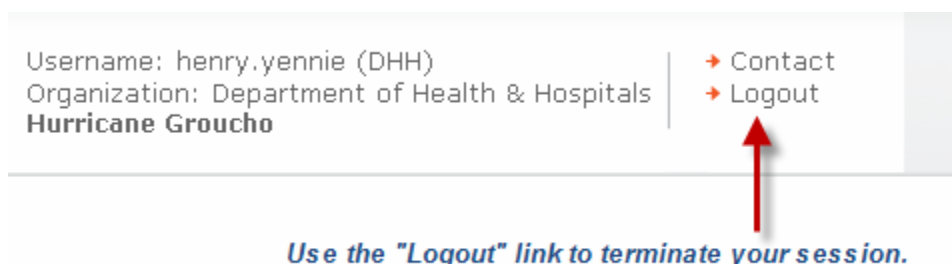 Username: henry.yennie (DHH)
Organization: Department of Health & Hospitals
Hurricane Groucho
Contact
Logout
Use the "Logout" link to terminate your session.